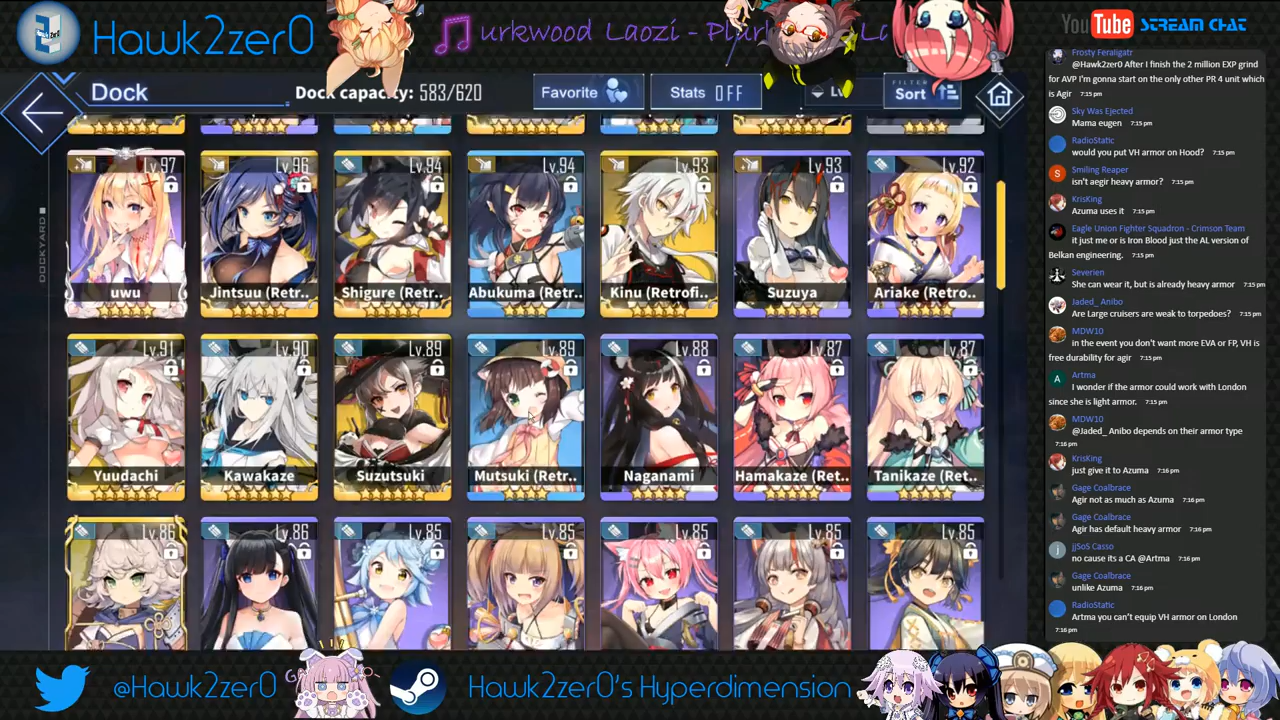 Hawk2zer0
urkwood Laozi - Plu
You Tube STREAM CHAT
Dock
Dock capacity: 583/620
Favorite
Stats OFF
Sort
DOCKYARD
Lv.97
Lv.96
Lv.94
Lv.94
Lv.93
Lv.93
Lv.92
uwu
Jintsuu (Retr..
Shigure (Retr..
Abukuma (Retr..
Kinu (Retrofi..
Suzuya
Ariake (Retro..
Lv.91
Lv.90
Lv.89
Lv.89
Lv.88
Lv.87
Lv.87
Yuudachi
Kawakaze
Suzutsuki
Mutsuki (Retr..
Naganami
Hamakaze (Ret..
Tanikaze (Ret..
Lv.86
Lv.86
Lv.85
Lv.85
Lv.85
Lv.85
Lv.85
Frosty Feraligatr
@Hawk2zer0 After I finish the 2 million EXP grind
for AVP I'm gonna start on the only other PR 4 unit which
is Agir 7:15 pm
Sky Was Ejected
Mama eugen 7:15 pm
RadioStatic
would you put VH armor on Hood? 7:15 pm
Smiling Reaper
isn't aegir heavy armor? 7:15 pm
KrisKing
Azuma uses it 7:15 pm
Eagle Union Fighter Squadron - Crimson Team
it just me or is Iron Blood just the AL version of
Belkan engineering. 7:15 pm
Severien
She can wear it, but is already heavy armor 7:15 pm
Jaded_ Anibo
Are Large cruisers are weak to torpedoes? 7:15 pm
MDW10
in the event you don't want more EVA or FP, VH is
free durability for agir 7:15 pm
Artma
I wonder if the armor could work with London
since she is light armor. 7:15 pm
MDW10
@Jaded_ Anibo depends on their armor type
7:16 pm
KrisKing
just give it to Azuma 7:16 pm
Gage Coalbrace
Agir not as much as Azuma 7:16 pm
Gage Coalbrace
Agir has default heavy armor 7:16 pm
jjSoS Casso
no cause its a CA @Artma 7:16 pm
Gage Coalbrace
unlike Azuma 7:16 pm
RadioStatic
Artma you can't equip VH armor on London
7:16 pm
@Hawk2zer0
Hawk2zer0's Hyperdimension